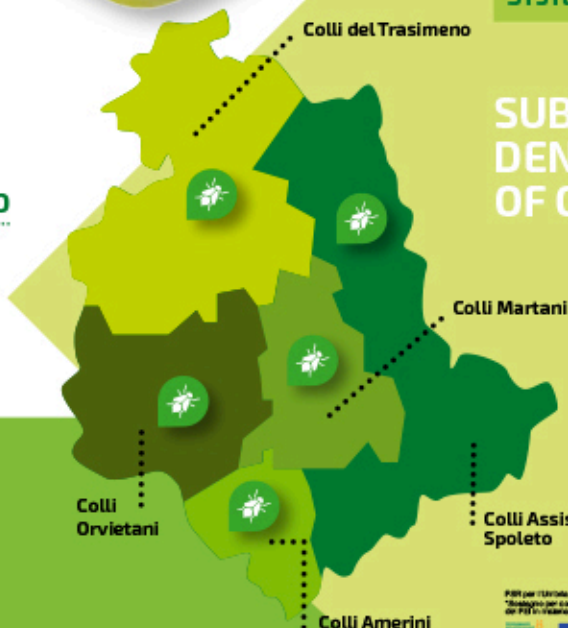 Colli del Trasimeno
SUB
DEN
OF
Colli Martani
Colli
Orvietani
Colli Assis
Spoleto
Colli Amerini